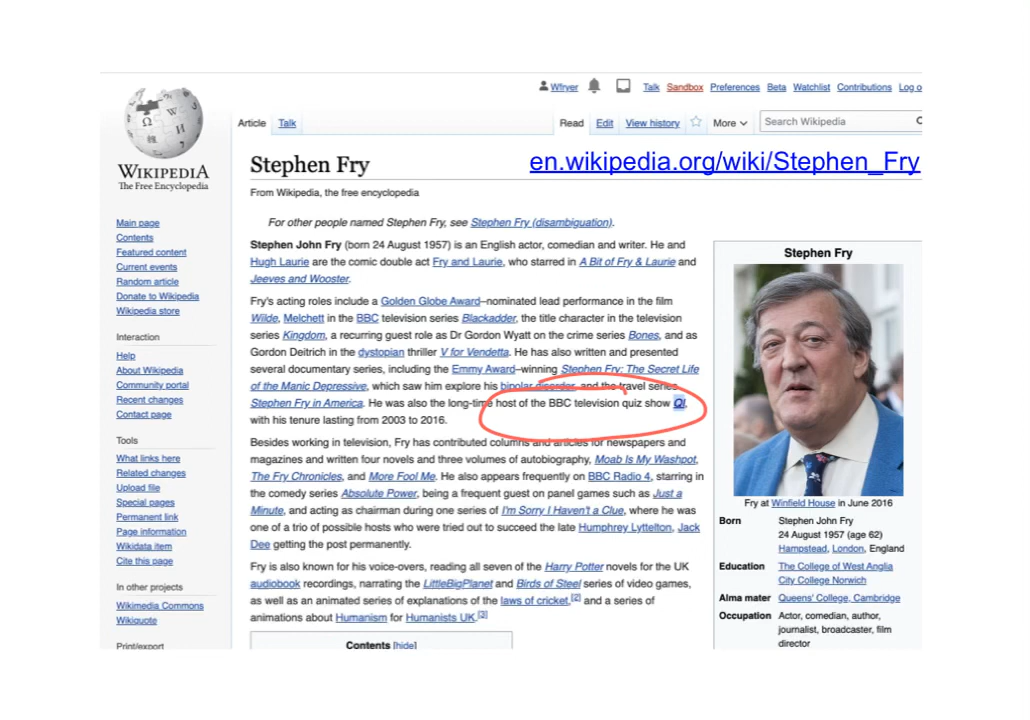 Wfryer Talk Sandbox Preferences Beta Watchlist Contributions Log o
Article Talk Read Edit View history More Search Wikipedia
WIKIPEDIA
The Free Encyclopedia
Stephen Fry
en.wikipedia.org/wiki/Stephen_Fry
From Wikipedia, the free encyclopedia
Main page
Contents
Featured content
Current events
Random article
Donate to Wikipedia
Wikipedia store
Interaction
Help
About Wikipedia
Community portal
Recent changes
Contact page
Tools
What links here
Related changes
Upload file
Special pages
Permanent link
Page information
Wikidata item
Cite this page
In other projects
Wikimedia Commons
Wikiquote
Print/export
For other people named Stephen Fry, see Stephen Fry (disambiguation).
Stephen John Fry (born 24 August 1957) is an English actor, comedian and writer. He and
Hugh Laurie are the comic double act Fry and Laurie, who starred in A Bit of Fry & Laurie and
Jeeves and Wooster.
Fry's acting roles include a Golden Globe Award–nominated lead performance in the film
Wilde, Melchett in the BBC television series Blackadder, the title character in the television
series Kingdom, a recurring guest role as Dr Gordon Wyatt on the crime series Bones, and as
Gordon Deitrich in the dystopian thriller V for Vendetta. He has also written and presented
several documentary series, including the Emmy Award–winning Stephen Fry: The Secret Life
of the Manic Depressive, which saw him explore his bipolar disorder, and the travel series
Stephen Fry in America. He was also the long-time host of the BBC television quiz show QI,
with his tenure lasting from 2003 to 2016.
Besides working in television, Fry has contributed columns and articles for newspapers and
magazines and written four novels and three volumes of autobiography, Moab Is My Washpot,
The Fry Chronicles, and More Fool Me. He also appears frequently on BBC Radio 4, starring in
the comedy series Absolute Power, being a frequent guest on panel games such as Just a
Minute, and acting as chairman during one series of I'm Sorry I Haven't a Clue, where he was
one of a trio of possible hosts who were tried out to succeed the late Humphrey Lyttelton, Jack
Dee getting the post permanently.
Fry is also known for his voice-overs, reading all seven of the Harry Potter novels for the UK
audiobook recordings, narrating the LittleBigPlanet and Birds of Steel series of video games,
as well as an animated series of explanations of the laws of cricket,[2] and a series of
animations about Humanism for Humanists UK.[3]
Contents [hide]
Stephen Fry
Fry at Winfield House in June 2016
Born Stephen John Fry
24 August 1957 (age 62)
Hampstead, London, England
Education The College of West Anglia
City College Norwich
Alma mater Queens' College, Cambridge
Occupation Actor, comedian, author,
journalist, broadcaster, film
director